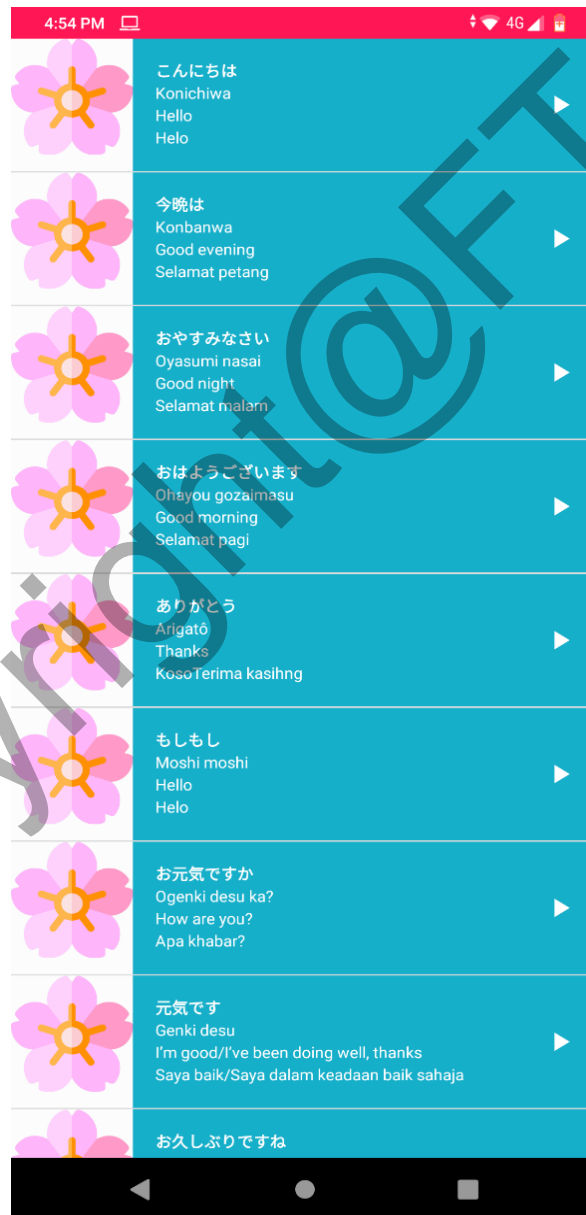 4:54 PM
4G
こんにちは
Konichiwa
Hello
Helo
今晩は
Konbanwa
Good evening
Selamat petang
おやすみなさい
Oyasumi nasai
Good night
Selamat malam
おはようございます
Ohayou gozaimasu
Good morning
Selamat pagi
ありがとう
Arigatô
Thanks
KosoTerima kasihng
もしもし
Moshi moshi
Hello
Helo
お元気ですか
Ogenki desu ka?
How are you?
Apa khabar?
元気です
Genki desu
I'm good/I've been doing well, thanks
Saya baik/Saya dalam keadaan baik sahaja
お久しぶりですね
yright@FT